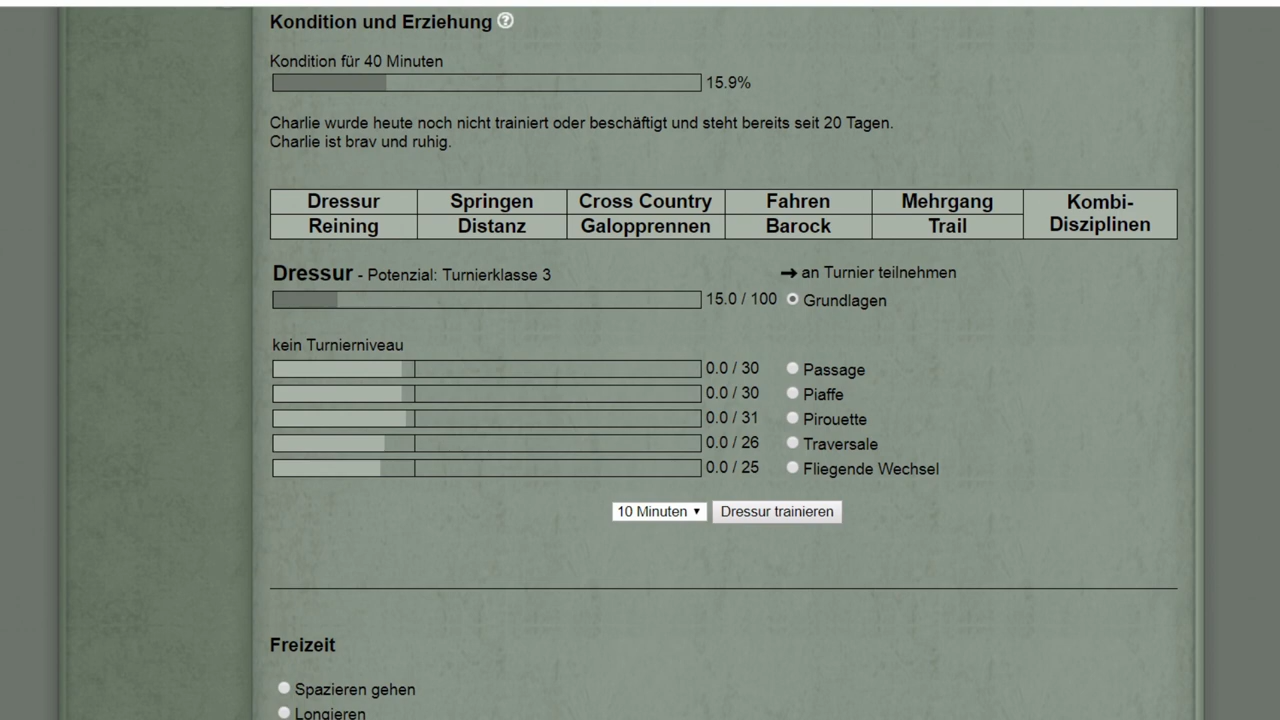 Kondition und Erziehung ?
Kondition für 40 Minuten
15.9%
Charlie wurde heute noch nicht trainiert oder beschäftigt und steht bereits seit 20 Tagen.
Charlie ist brav und ruhig.
Dressur Springen Cross Country Fahren Mehrgang Kombi-
Reining Distanz Galopprennen Barock Trail Disziplinen
Dressur - Potenzial: Turnierklasse 3 → an Turnier teilnehmen
15.0 / 100 Grundlagen
kein Turnierniveau
0.0 / 30 Passage
0.0 / 30 Piaffe
0.0 / 31 Pirouette
0.0 / 26 Traversale
0.0 / 25 Fliegende Wechsel
10 Minuten Dressur trainieren
Freizeit
Spazieren gehen
Longieren